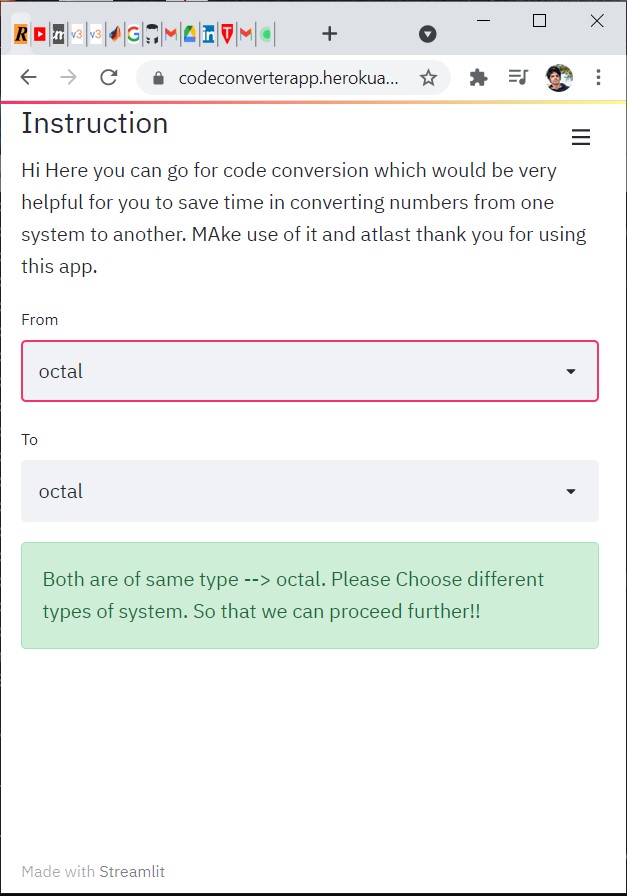 codeconverterapp.herokua...
Instruction
Hi Here you can go for code conversion which would be very
helpful for you to save time in converting numbers from one
system to another. MAke use of it and atlast thank you for using
this app.
From
octal
To
octal
Both are of same type --> octal. Please Choose different
types of system. So that we can proceed further!!
Made with Streamlit